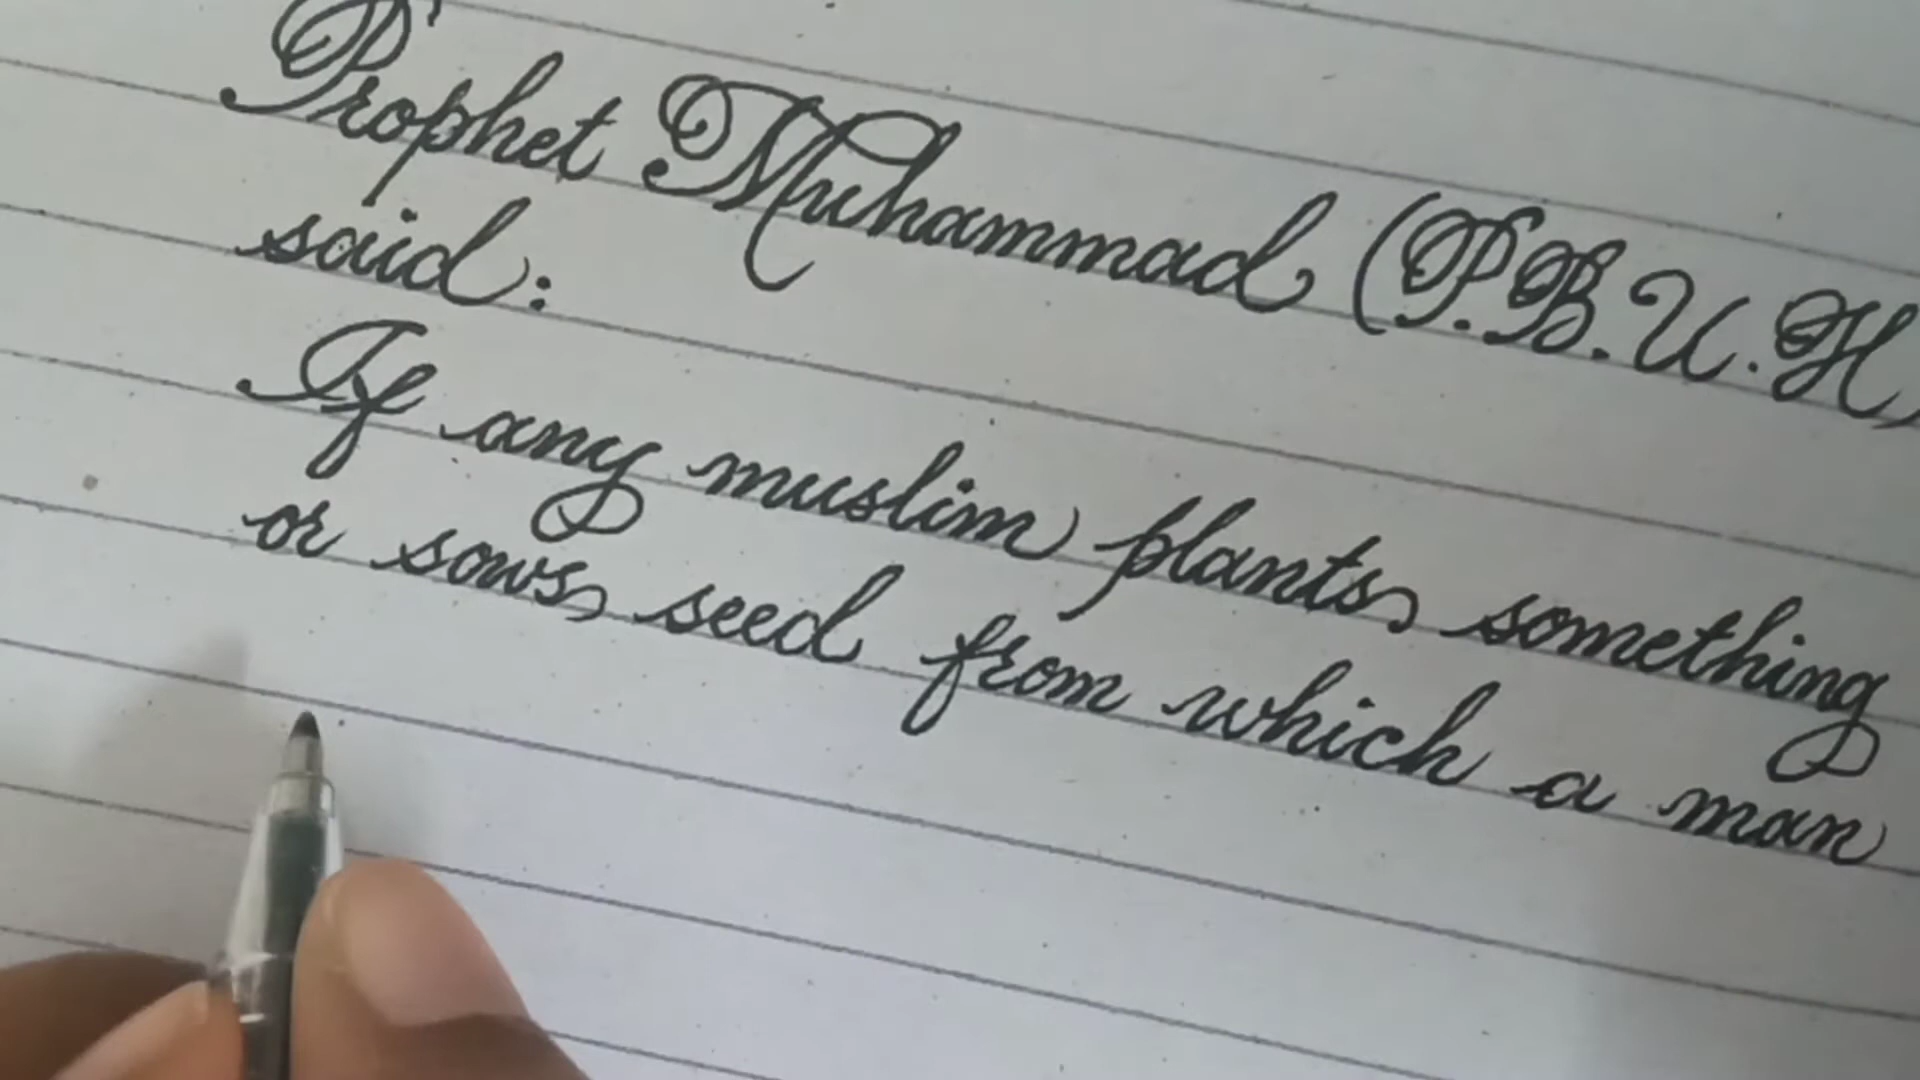 Prophet Muhammad (P.B.U.H)
said:
If any muslim plants something
or sows seed from which a man